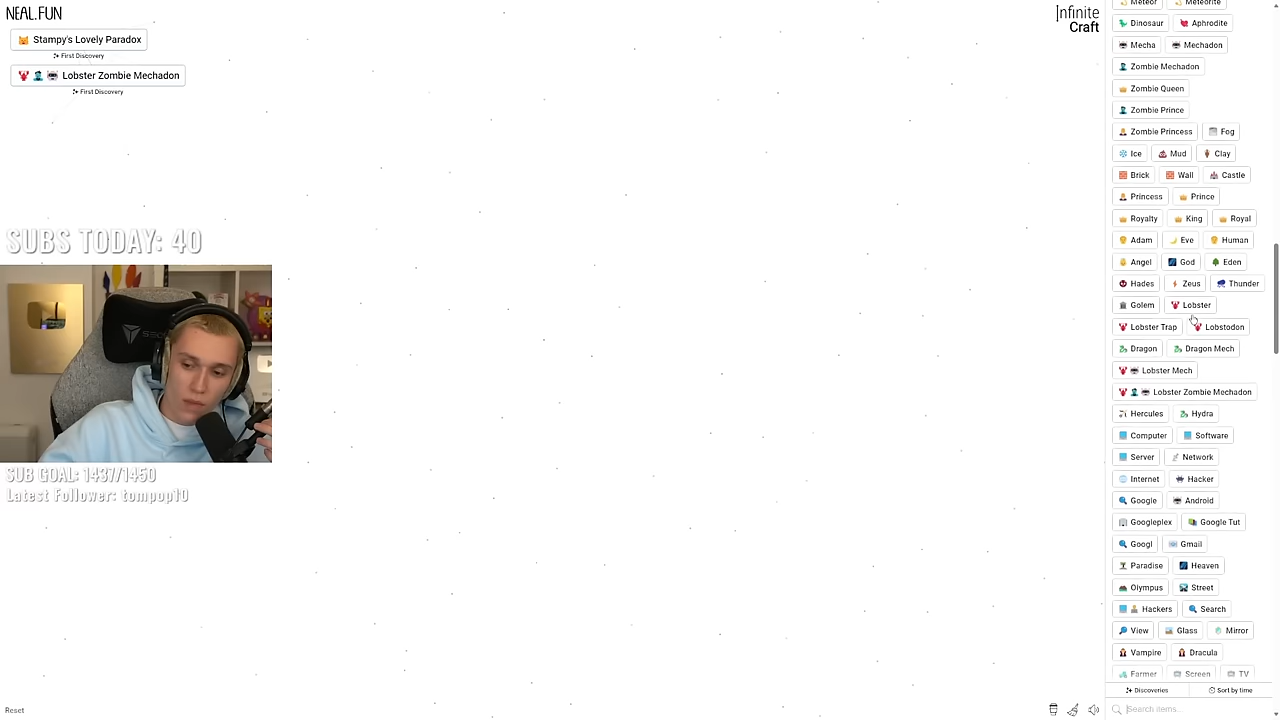 NEAL.FUN
Infinite Craft
Stampy's Lovely Paradox
First Discovery
Lobster Zombie Mechadon
First Discovery
SUBS TODAY: 40
SUB GOAL: 1437/1450
Latest Follower: tompop10
Reset
Meteor Meteorite
Dinosaur Aphrodite
Mecha Mechadon
Zombie Mechadon
Zombie Queen
Zombie Prince
Zombie Princess Fog
Ice Mud Clay
Brick Wall Castle
Princess Prince
Royalty King Royal
Adam Eve Human
Angel God Eden
Hades Zeus Thunder
Golem Lobster
Lobster Trap Lobstodon
Dragon Dragon Mech
Lobster Mech
Lobster Zombie Mechadon
Hercules Hydra
Computer Software
Server Network
Internet Hacker
Google Android
Googleplex Google Tut
Googl Gmail
Paradise Heaven
Olympus Street
Hackers Search
View Glass Mirror
Vampire Dracula
Farmer Screen TV
Discoveries Sort by time
Search items...